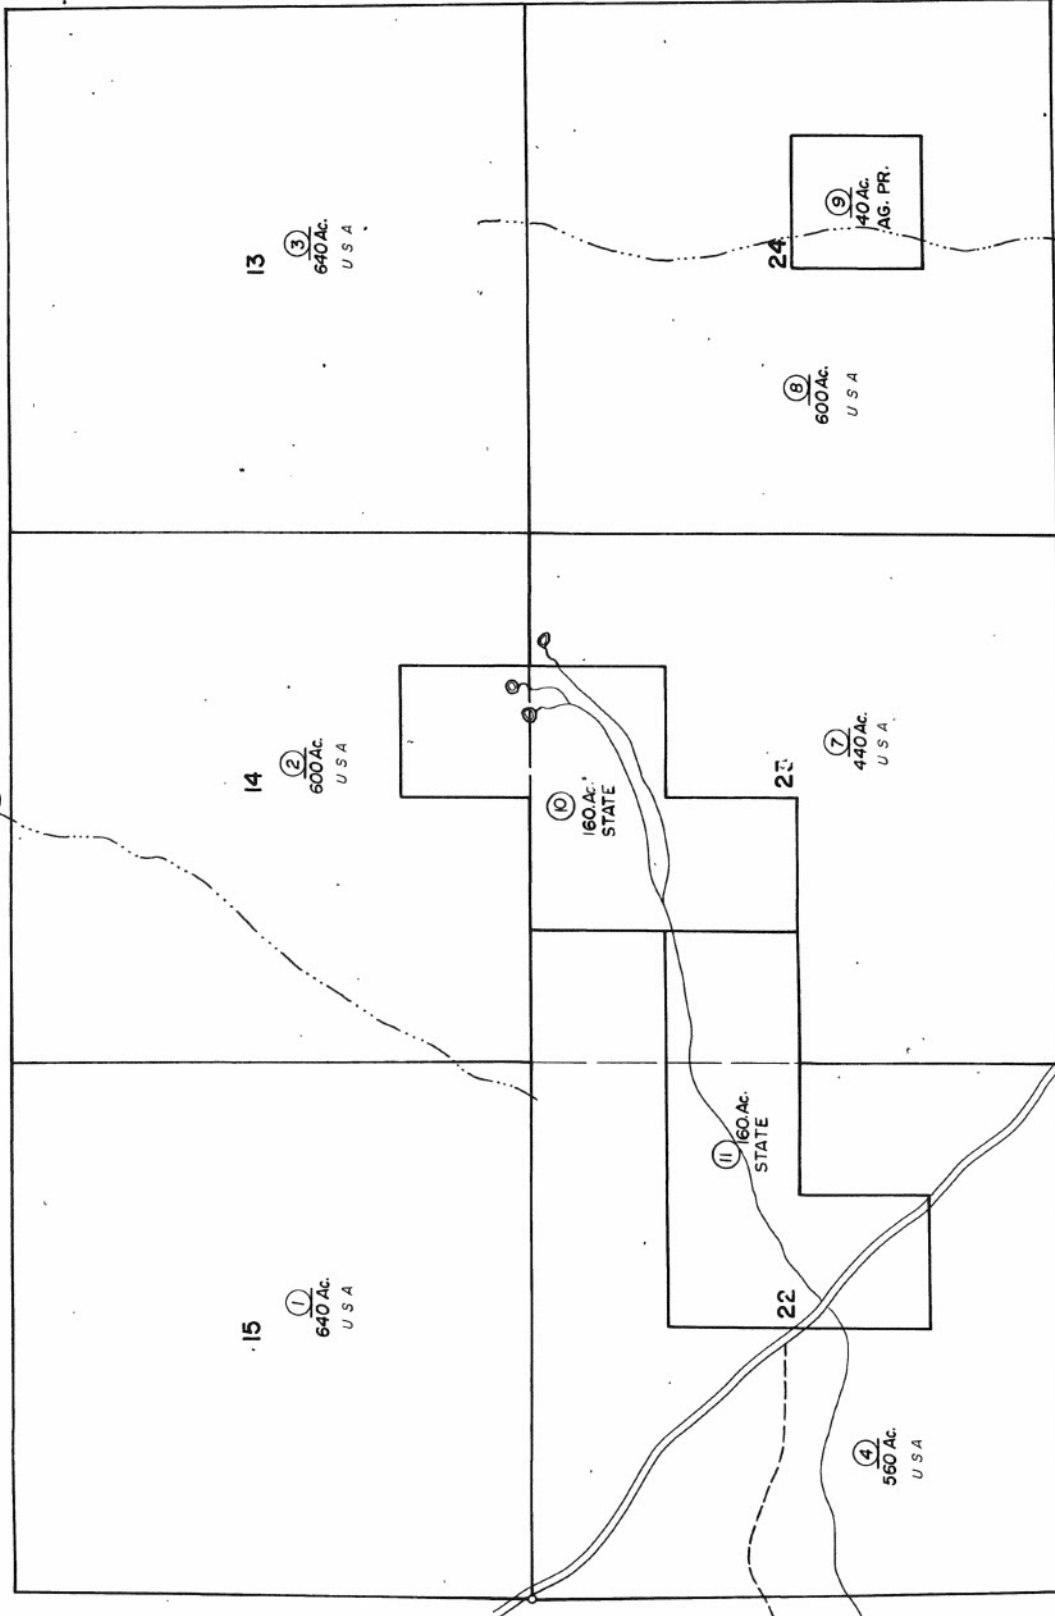 15
1
640 Ac.
USA
14
2
600 Ac.
USA
13
3
640 Ac.
USA
22
4
560 Ac.
USA
11
160.Ac.
STATE
10
160.Ac.
STATE
23
7
440 Ac.
USA
8
600 Ac.
USA
24
9
40 Ac.
AG. PR.